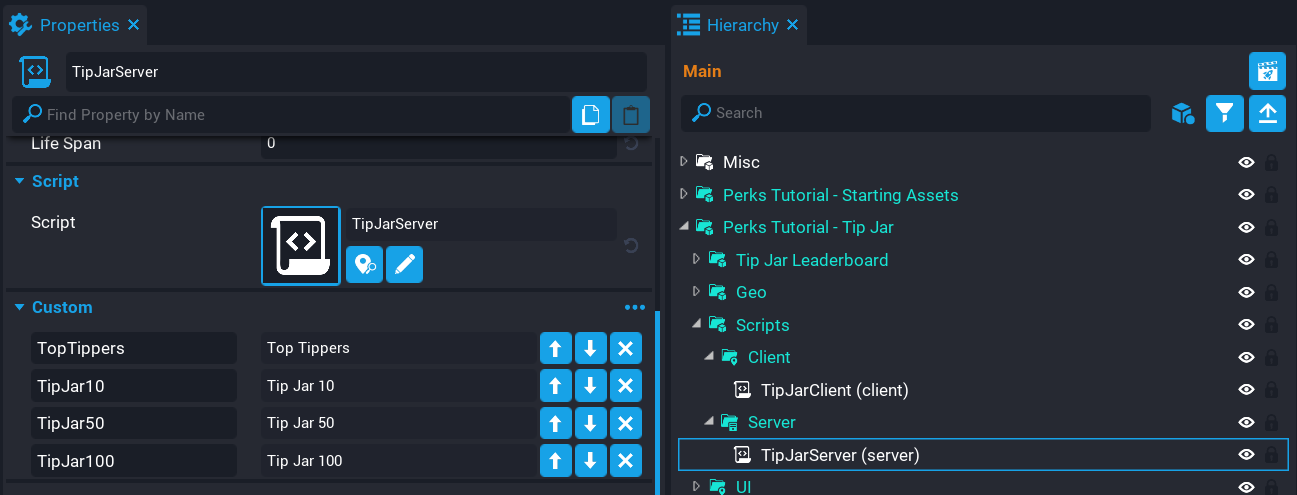 Properties
TipJarServer
Find Property by Name
Life Span
0
Script
Script
TipJarServer
Custom
TopTippers
Top Tippers
TipJar10
Tip Jar 10
TipJar50
Tip Jar 50
TipJar100
Tip Jar 100
Hierarchy
Main
Search
Misc
Perks Tutorial - Starting Assets
Perks Tutorial - Tip Jar
Tip Jar Leaderboard
Geo
Scripts
Client
TipJarClient (client)
Server
TipJarServer (server)
UI